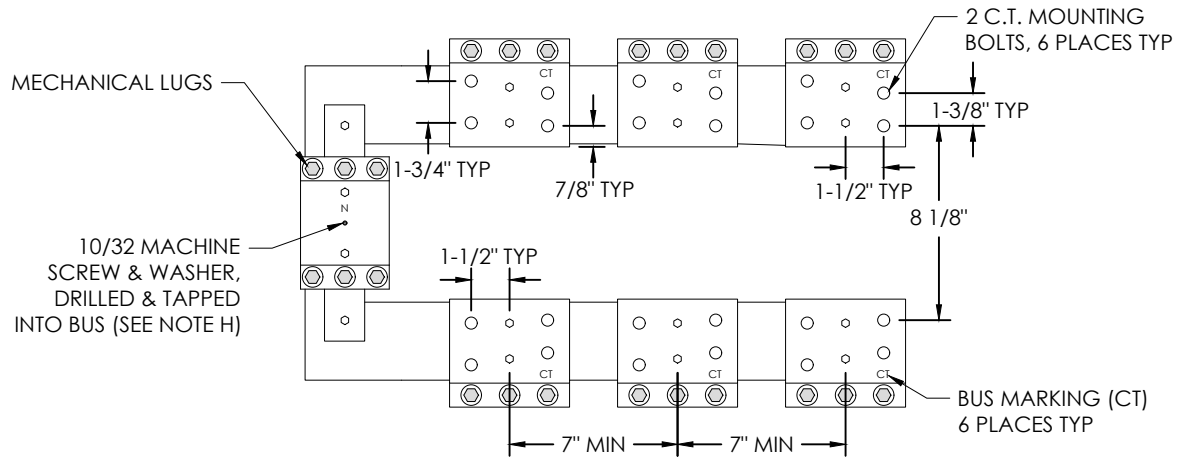 2 C.T. MOUNTING
BOLTS, 6 PLACES TYP
MECHANICAL LUGS
CT
CT
CT
1-3/8" TYP
1-3/4" TYP
7/8" TYP
1-1/2" TYP
8 1/8"
N
10/32 MACHINE
SCREW & WASHER,
DRILLED & TAPPED
INTO BUS (SEE NOTE H)
1-1/2" TYP
CT
CT
CT
BUS MARKING (CT)
6 PLACES TYP
7" MIN
7" MIN